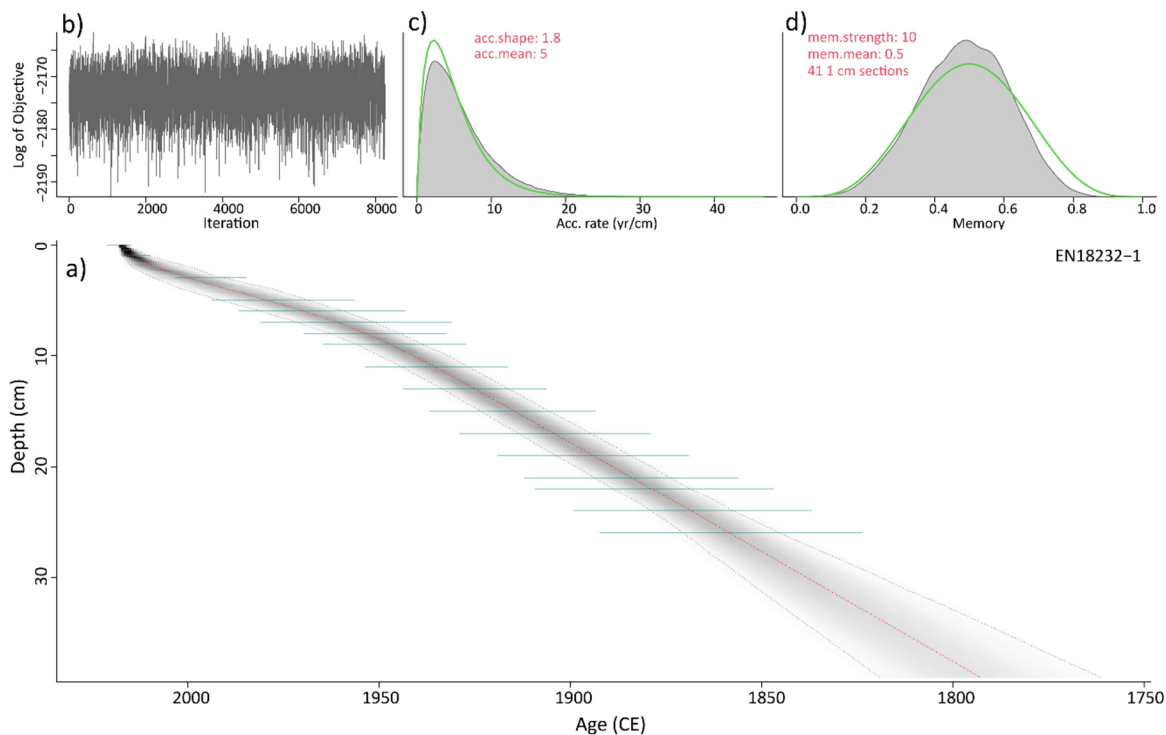 b)
Log of Objective
−2170
−2180
−2190
0
2000
4000
6000
8000
Iteration
c)
acc.shape: 1.8
acc.mean: 5
0
10
20
30
40
Acc. rate (yr/cm)
d)
mem.strength: 10
mem.mean: 0.5
41 1 cm sections
0.0
0.2
0.4
0.6
0.8
1.0
Memory
a)
EN18232−1
Depth (cm)
0
10
20
30
2000
1950
1900
1850
1800
1750
Age (CE)